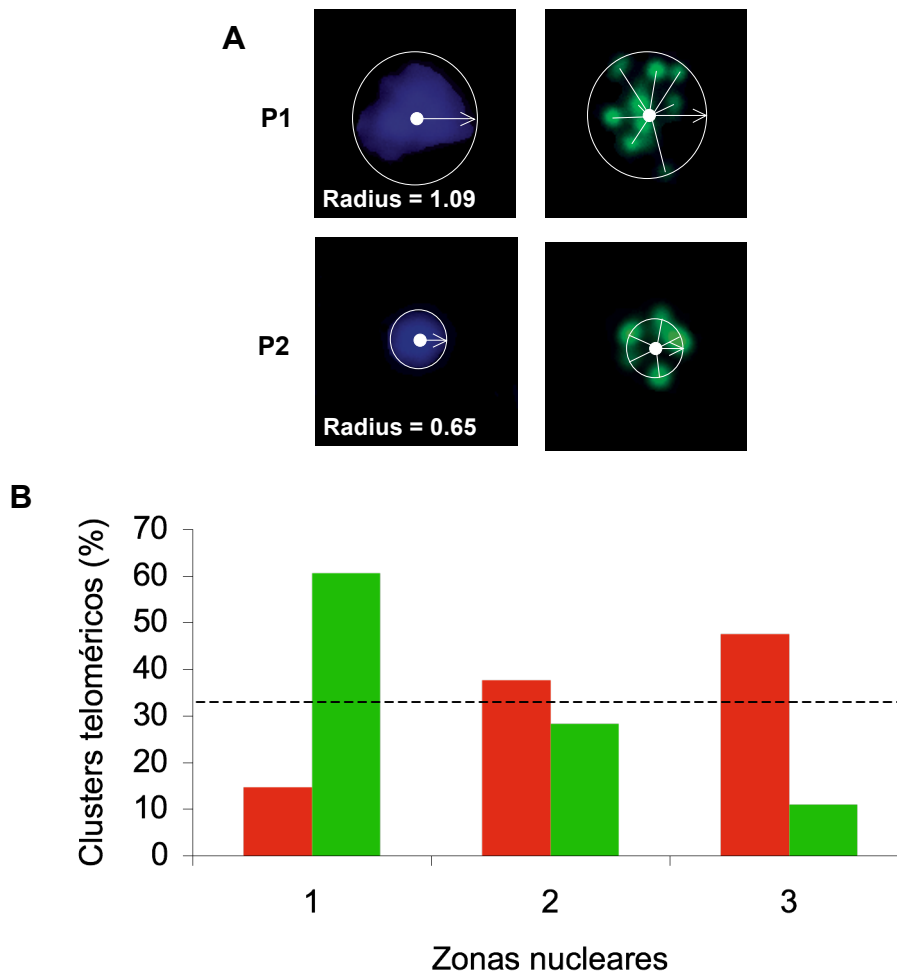 A
P1
Radius = 1.09
P2
Radius = 0.65
B
Clusters teloméricos (%)
70
60
50
40
30
20
10
0
1 2 3
Zonas nucleares